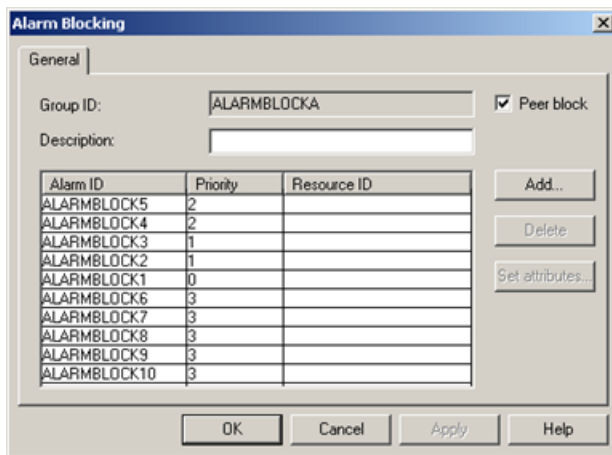 Alarm Blocking
General
Group ID: ALARMBLOCKA Peer block
Description:
Alarm ID Priority Resource ID
ALARMBLOCK5 2
ALARMBLOCK4 2
ALARMBLOCK3 1
ALARMBLOCK2 1
ALARMBLOCK1 0
ALARMBLOCK6 3
ALARMBLOCK7 3
ALARMBLOCK8 3
ALARMBLOCK9 3
ALARMBLOCK10 3
Add...
Delete
Set attributes...
OK Cancel Apply Help